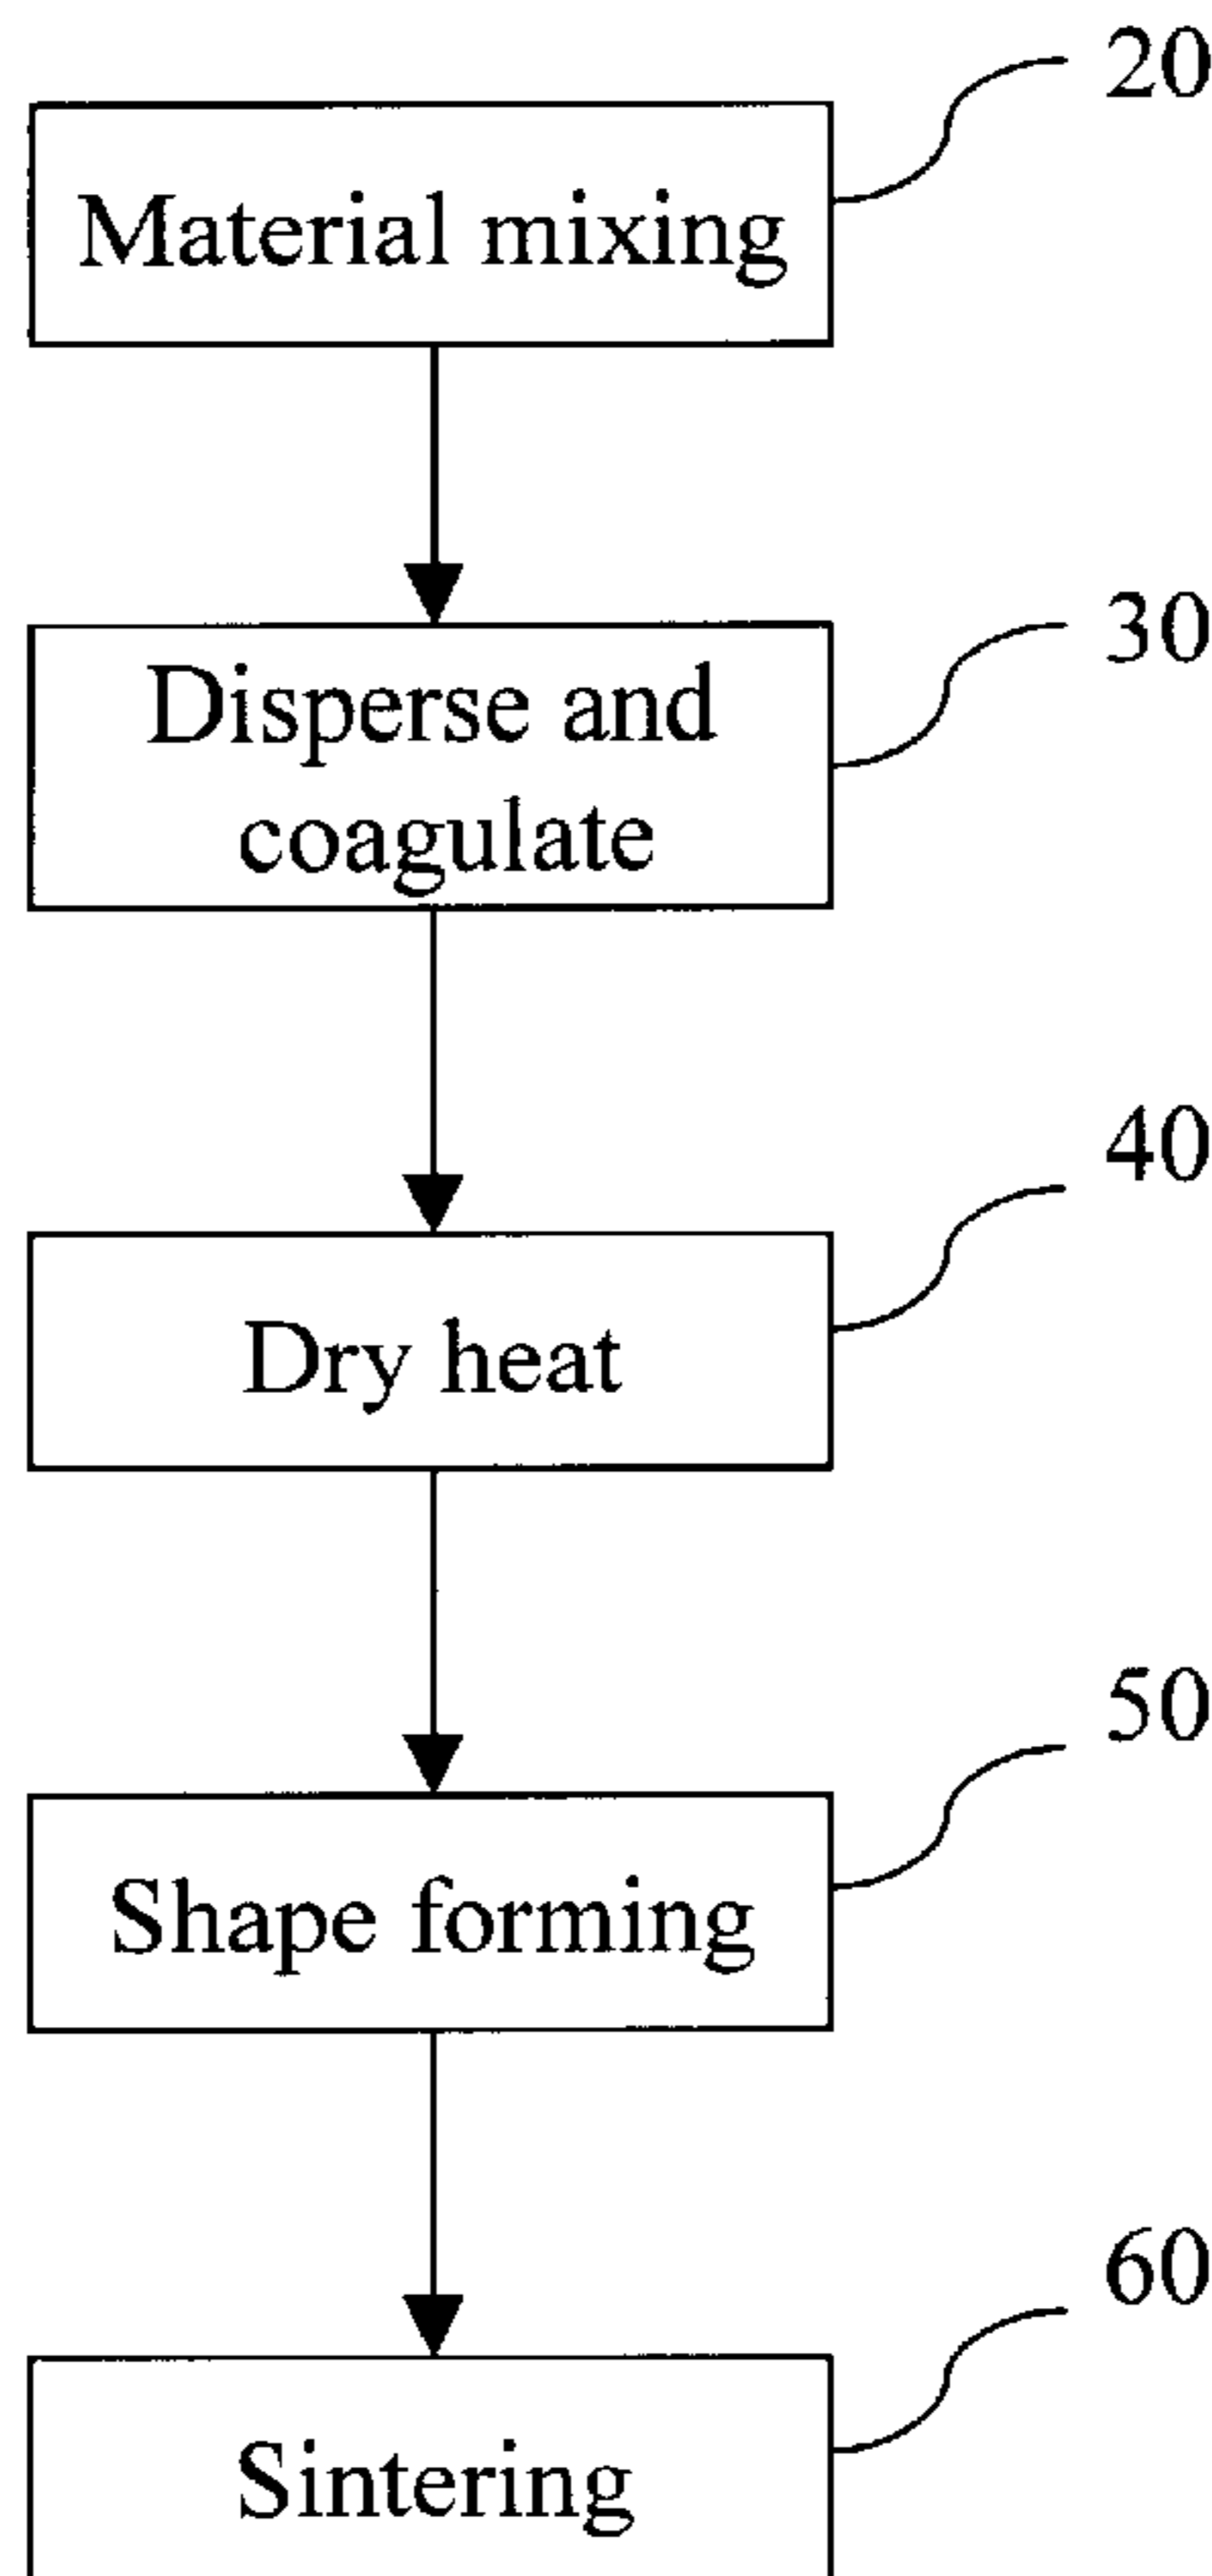 20
Material mixing
30
Disperse and
coagulate
40
Dry heat
50
Shape forming
60
Sintering